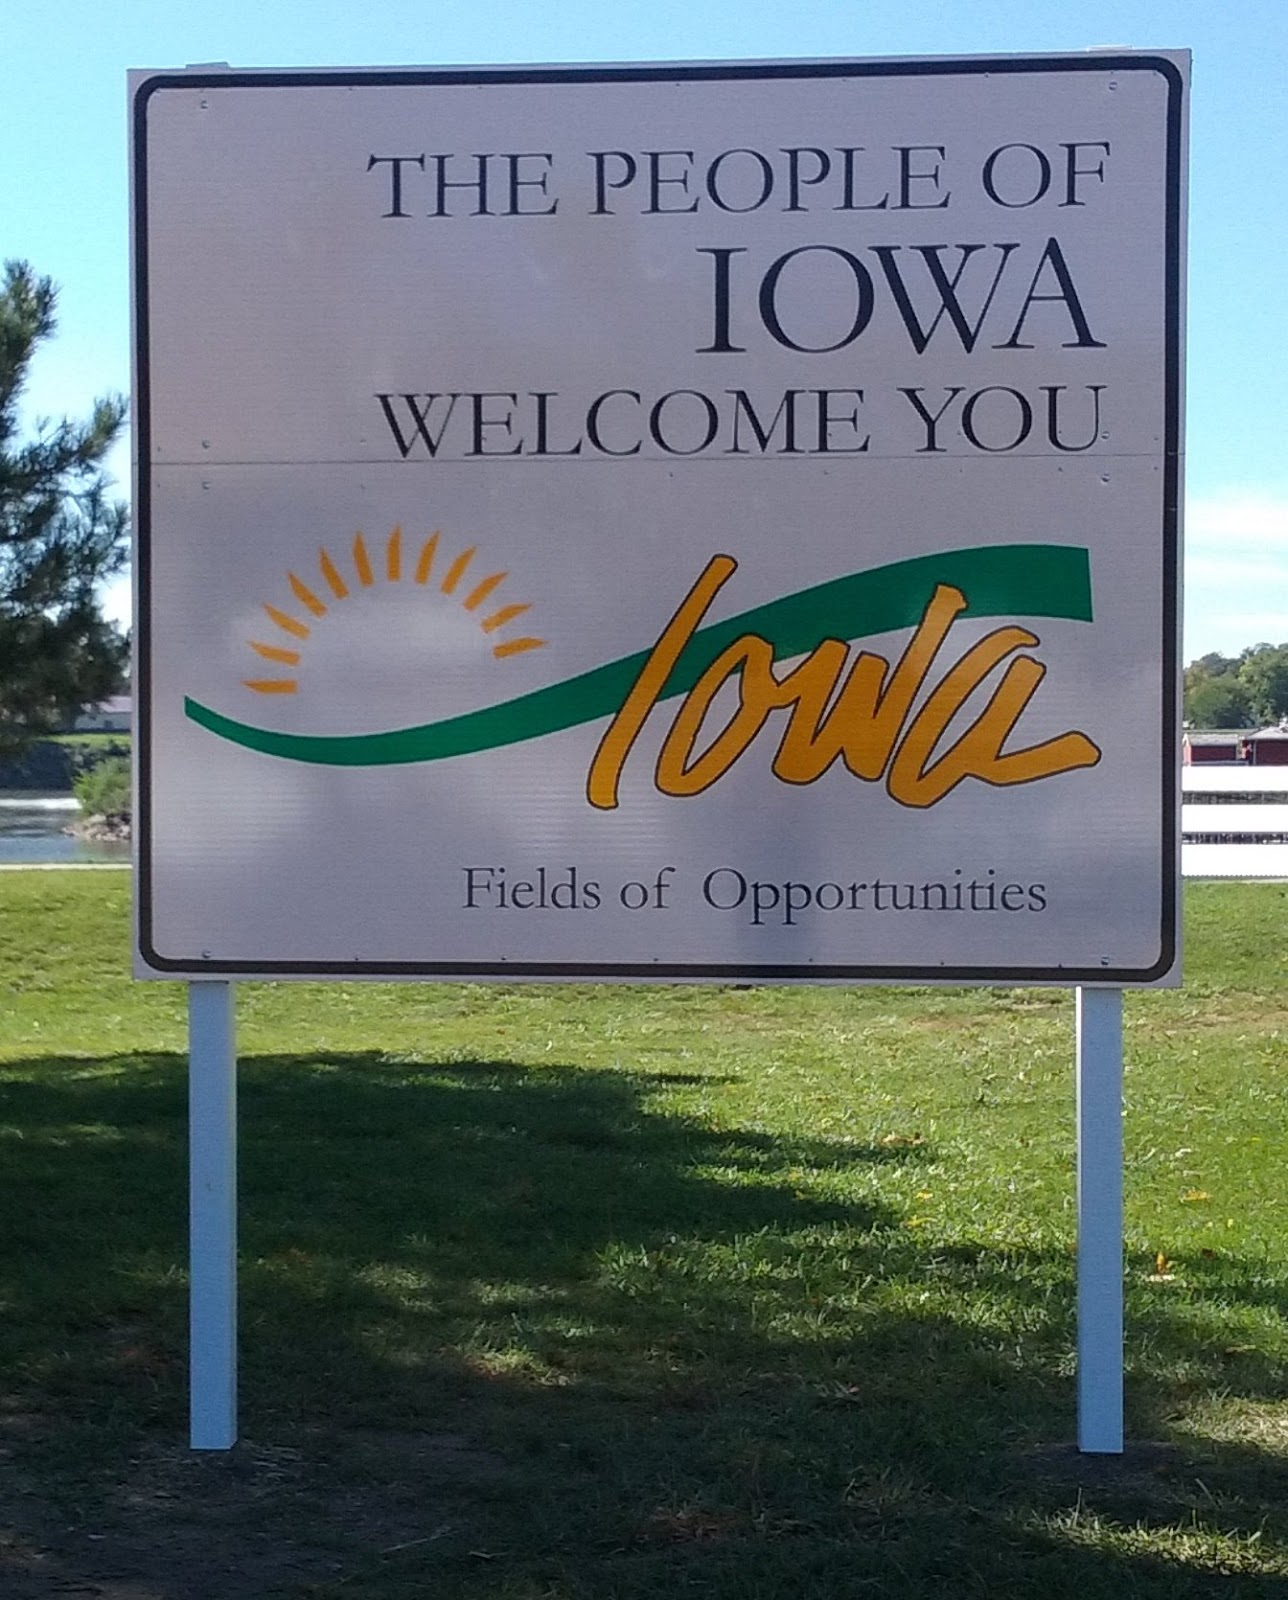 THE PEOPLE OF
IOWA
WELCOME YOU
Iowa
Fields of Opportunities